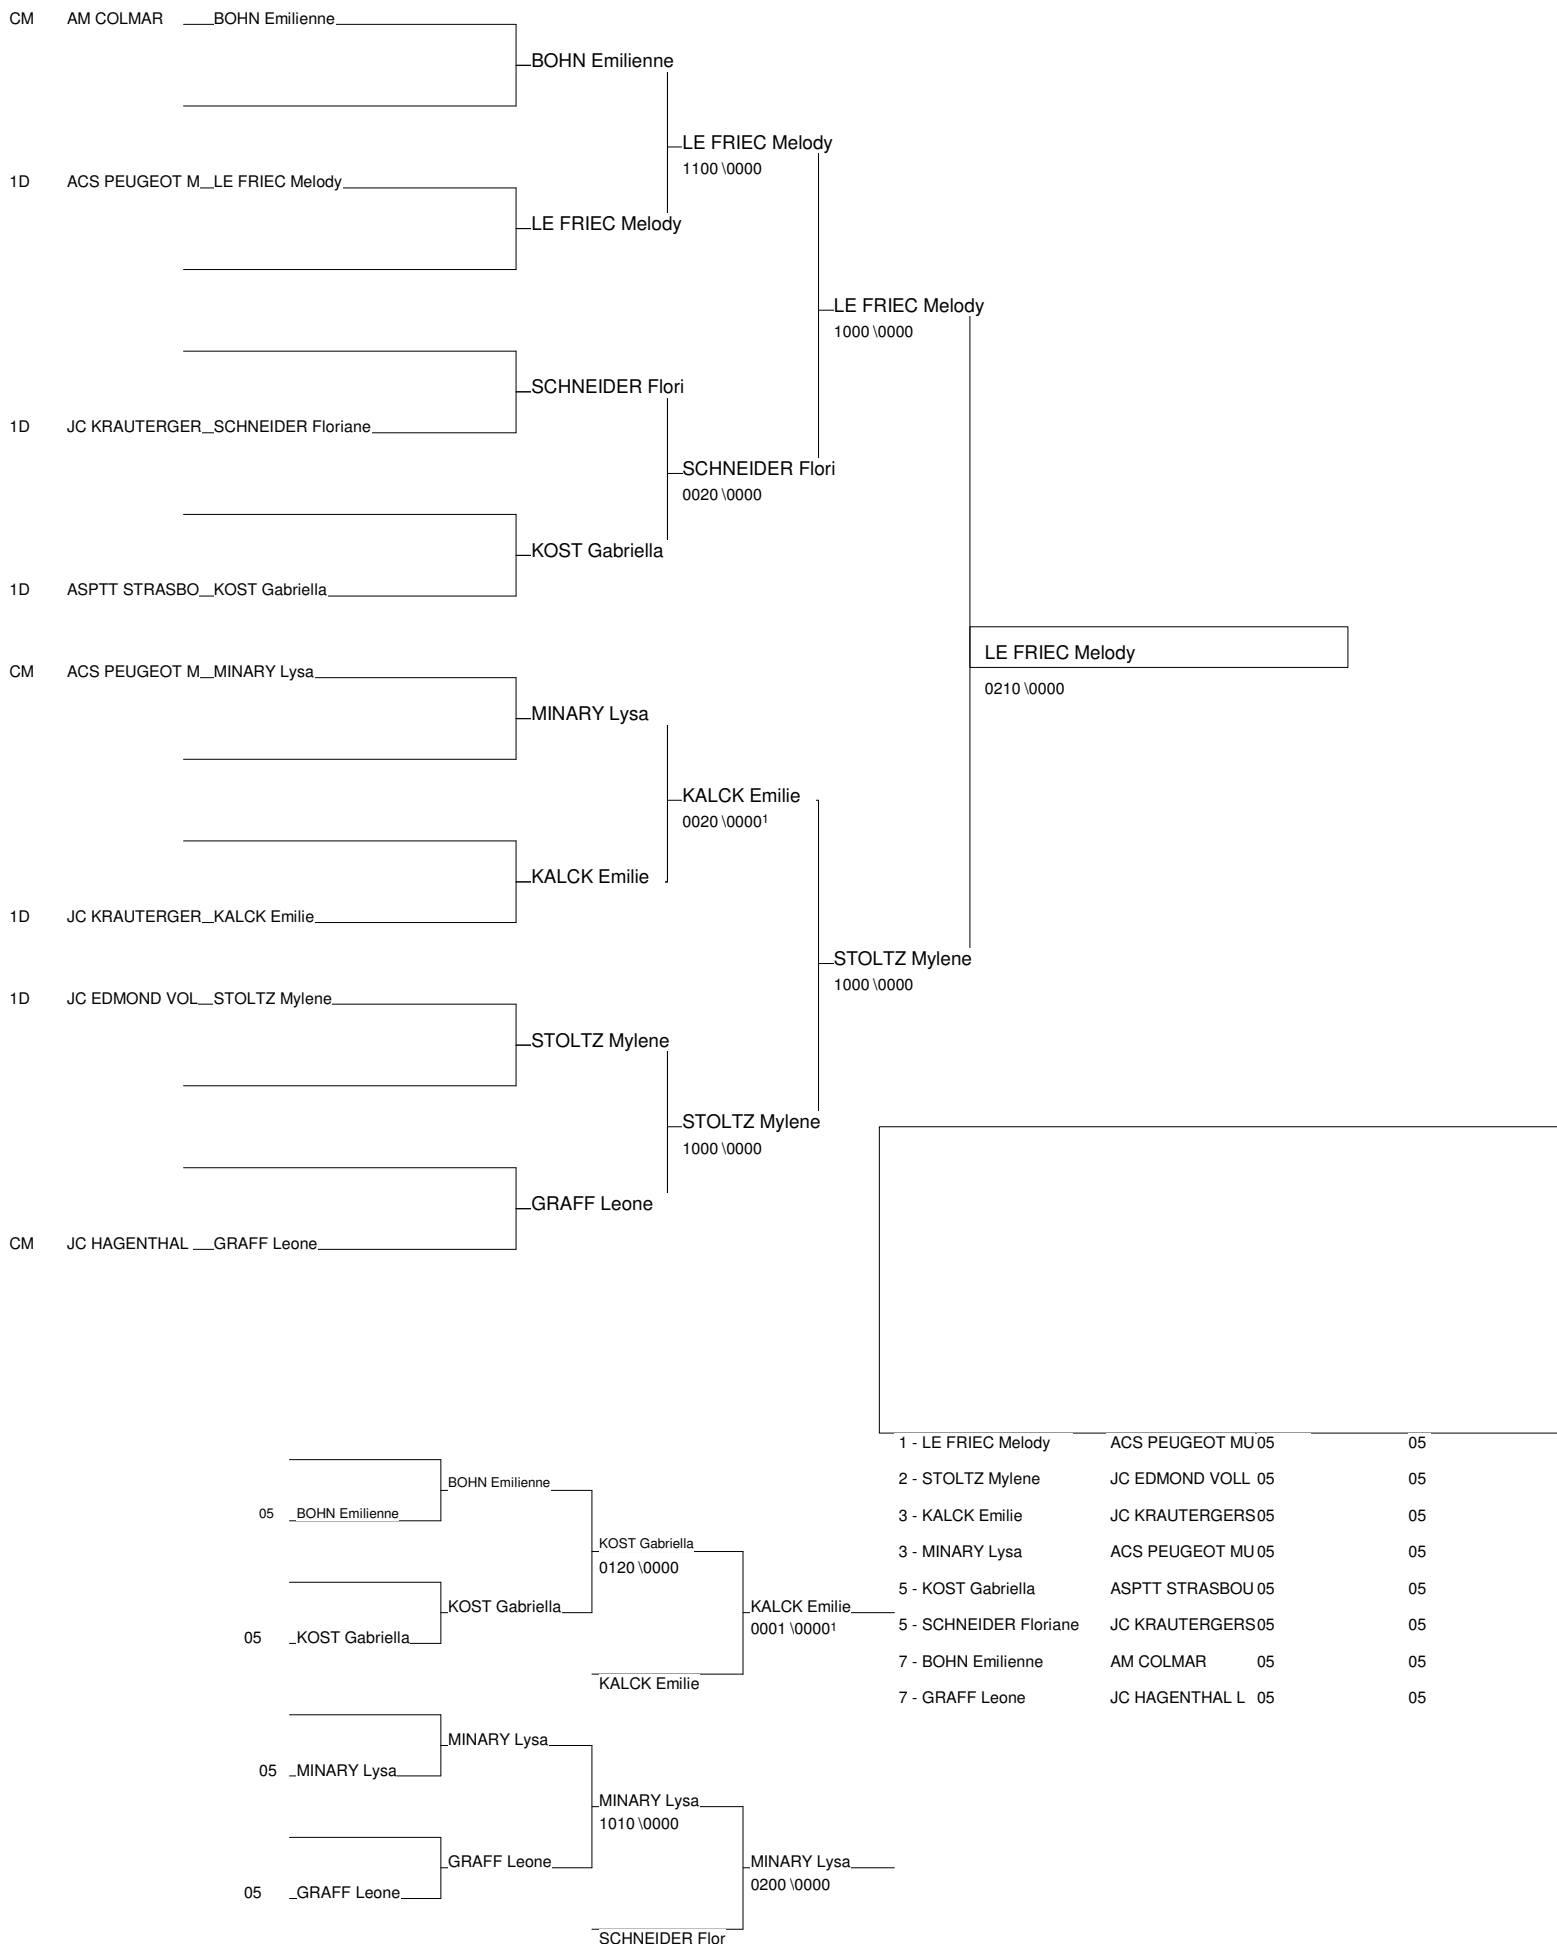 CM AM COLMAR BOHN Emilienne
BOHN Emilienne
LE FRIEC Melody
1100 \0000
1D ACS PEUGEOT M LE FRIEC Melody
LE FRIEC Melody
LE FRIEC Melody
1000 \0000
SCHNEIDER Flori
1D JC KRAUTERGER SCHNEIDER Floriane
SCHNEIDER Flori
0020 \0000
KOST Gabriella
1D ASPTT STRASBO KOST Gabriella
LE FRIEC Melody
0210 \0000
CM ACS PEUGEOT M MINARY Lysa
MINARY Lysa
KALCK Emilie
0020 \0000¹
KALCK Emilie
1D JC KRAUTERGER KALCK Emilie
STOLTZ Mylene
1000 \0000
1D JC EDMOND VOL STOLTZ Mylene
STOLTZ Mylene
STOLTZ Mylene
1000 \0000
GRAFF Leone
CM JC HAGENTHAL GRAFF Leone
BOHN Emilienne
05 BOHN Emilienne
KOST Gabriella
0120 \0000
KOST Gabriella
05 KOST Gabriella
KALCK Emilie
0001 \0000¹
KALCK Emilie
MINARY Lysa
05 MINARY Lysa
MINARY Lysa
1010 \0000
GRAFF Leone
05 GRAFF Leone
MINARY Lysa
0200 \0000
SCHNEIDER Flor
1 - LE FRIEC Melody ACS PEUGEOT MU 05 05
2 - STOLTZ Mylene JC EDMOND VOLL 05 05
3 - KALCK Emilie JC KRAUTERGERS 05 05
3 - MINARY Lysa ACS PEUGEOT MU 05 05
5 - KOST Gabriella ASPTT STRASBOU 05 05
5 - SCHNEIDER Floriane JC KRAUTERGERS 05 05
7 - BOHN Emilienne AM COLMAR 05 05
7 - GRAFF Leone JC HAGENTHAL L 05 05